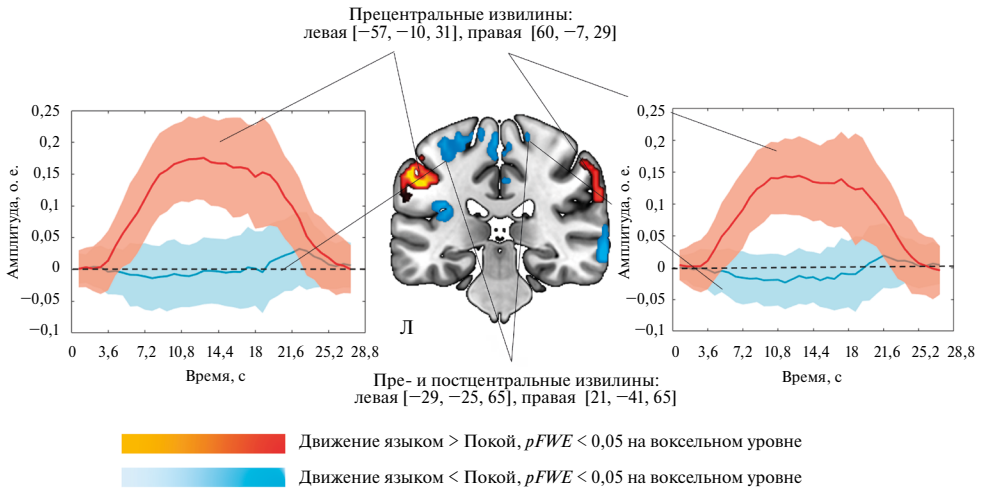 Прецентральные извилины:
левая [−57, −10, 31], правая [60, −7, 29]
Амплитуда, о. е.
0,25
0,2
0,15
0,1
0,05
0
−0,05
−0,1
0 3,6 7,2 10,8 14,4 18 21,6 25,2 28,8
Время, с
Л
Амплитуда, о. е.
0,25
0,2
0,15
0,1
0,05
0
−0,05
−0,1
0 3,6 7,2 10,8 14,4 18 21,6 25,2 28,8
Время, с
Пре- и постцентральные извилины:
левая [−29, −25, 65], правая [21, −41, 65]
Движение языком > Покой, pFWE < 0,05 на воксельном уровне
Движение языком < Покой, pFWE < 0,05 на воксельном уровне